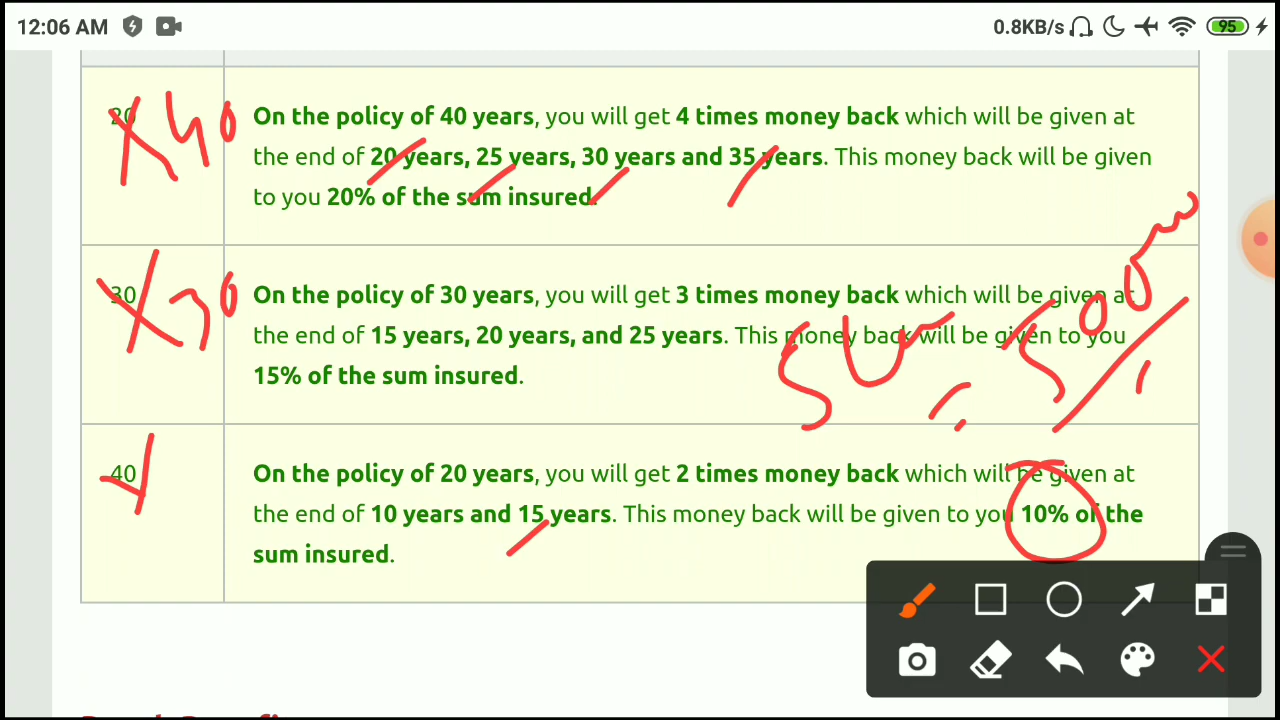 12:06 AM
0.8KB/s
95
20
40
On the policy of 40 years, you will get 4 times money back which will be given at
the end of 20 years, 25 years, 30 years and 35 years. This money back will be given
to you 20% of the sum insured.
30
30
On the policy of 30 years, you will get 3 times money back which will be given at
the end of 15 years, 20 years, and 25 years. This money back will be given to you
15% of the sum insured.
40
On the policy of 20 years, you will get 2 times money back which will be given at
the end of 10 years and 15 years. This money back will be given to you 10% of the
sum insured.